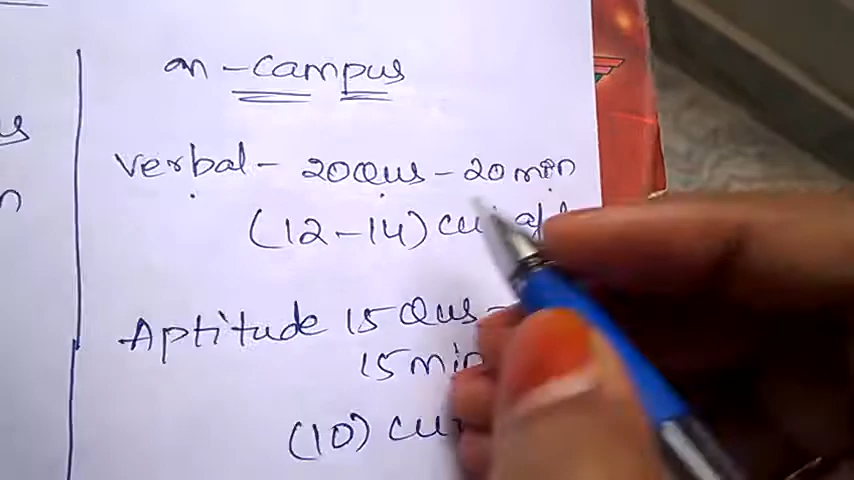 on - campus
Verbal - 20 Qus - 20 min
(12 - 14)
Aptitude 15 Qus -
15 min
(10)